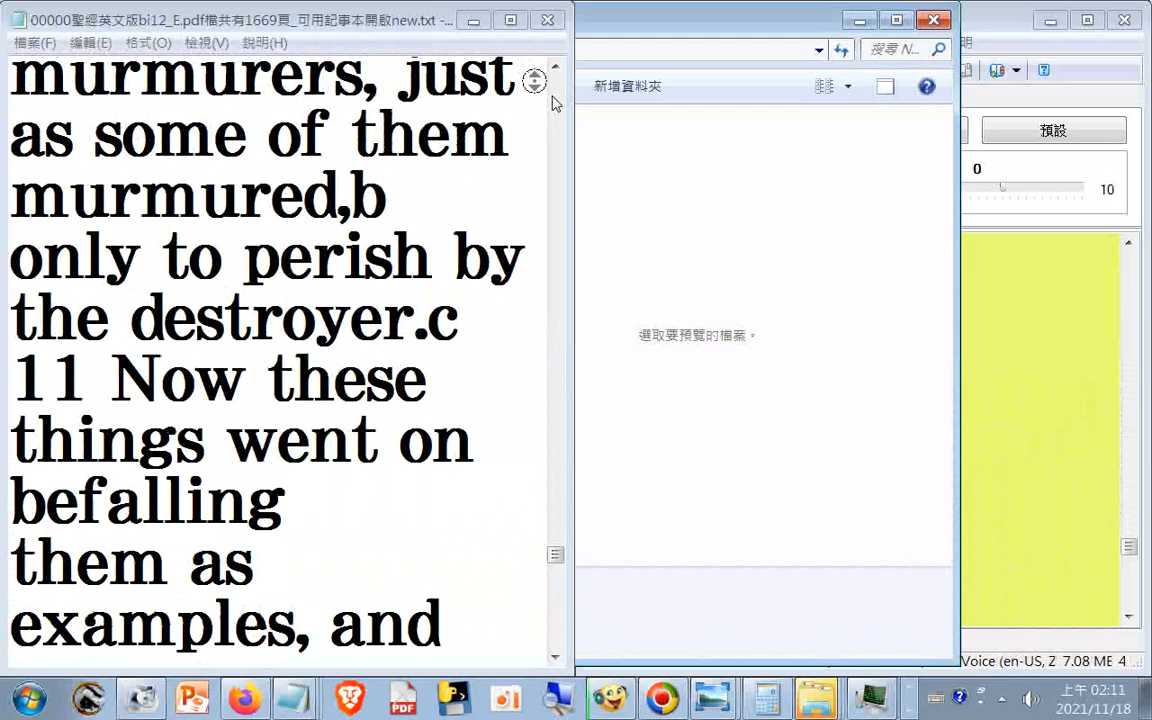 00000聖經英文版bi12_E.pdf檔共有1669頁_可用記事本開啟new.txt -...
檔案(F) 編輯(E) 格式(O) 檢視(V) 說明(H)
murmurers, just
as some of them
murmured,b
only to perish by
the destroyer.c
11 Now these
things went on
befalling
them as
examples, and
搜尋 N...
新增資料夾
選取要預覽的檔案。
明
預設
0
10
Voice (en-US, Z 7.08 ME 4
上午 02:11
2021/11/18